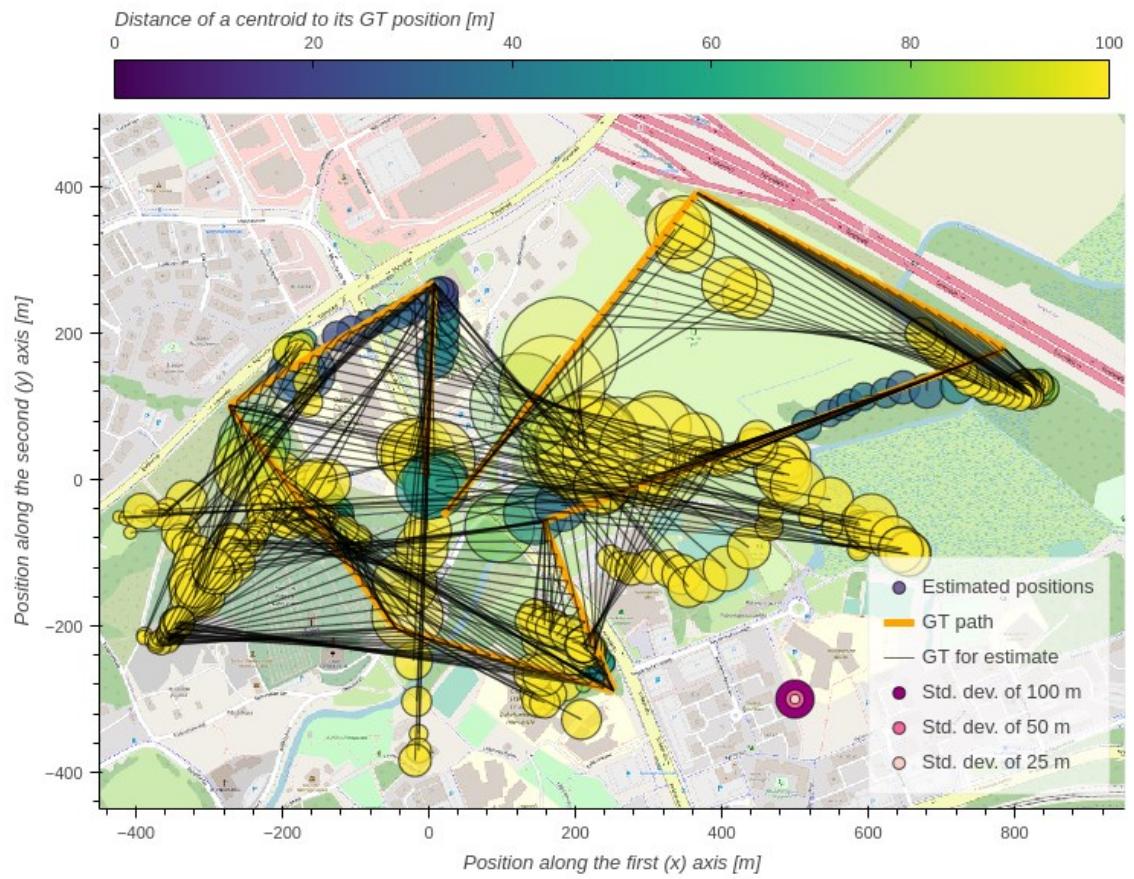 Distance of a centroid to its GT position [m]
0 20 40 60 80 100
400
200
0
−200
−400
Position along the second (y) axis [m]
Estimated positions
GT path
GT for estimate
Std. dev. of 100 m
Std. dev. of 50 m
Std. dev. of 25 m
−400 −200 0 200 400 600 800
Position along the first (x) axis [m]